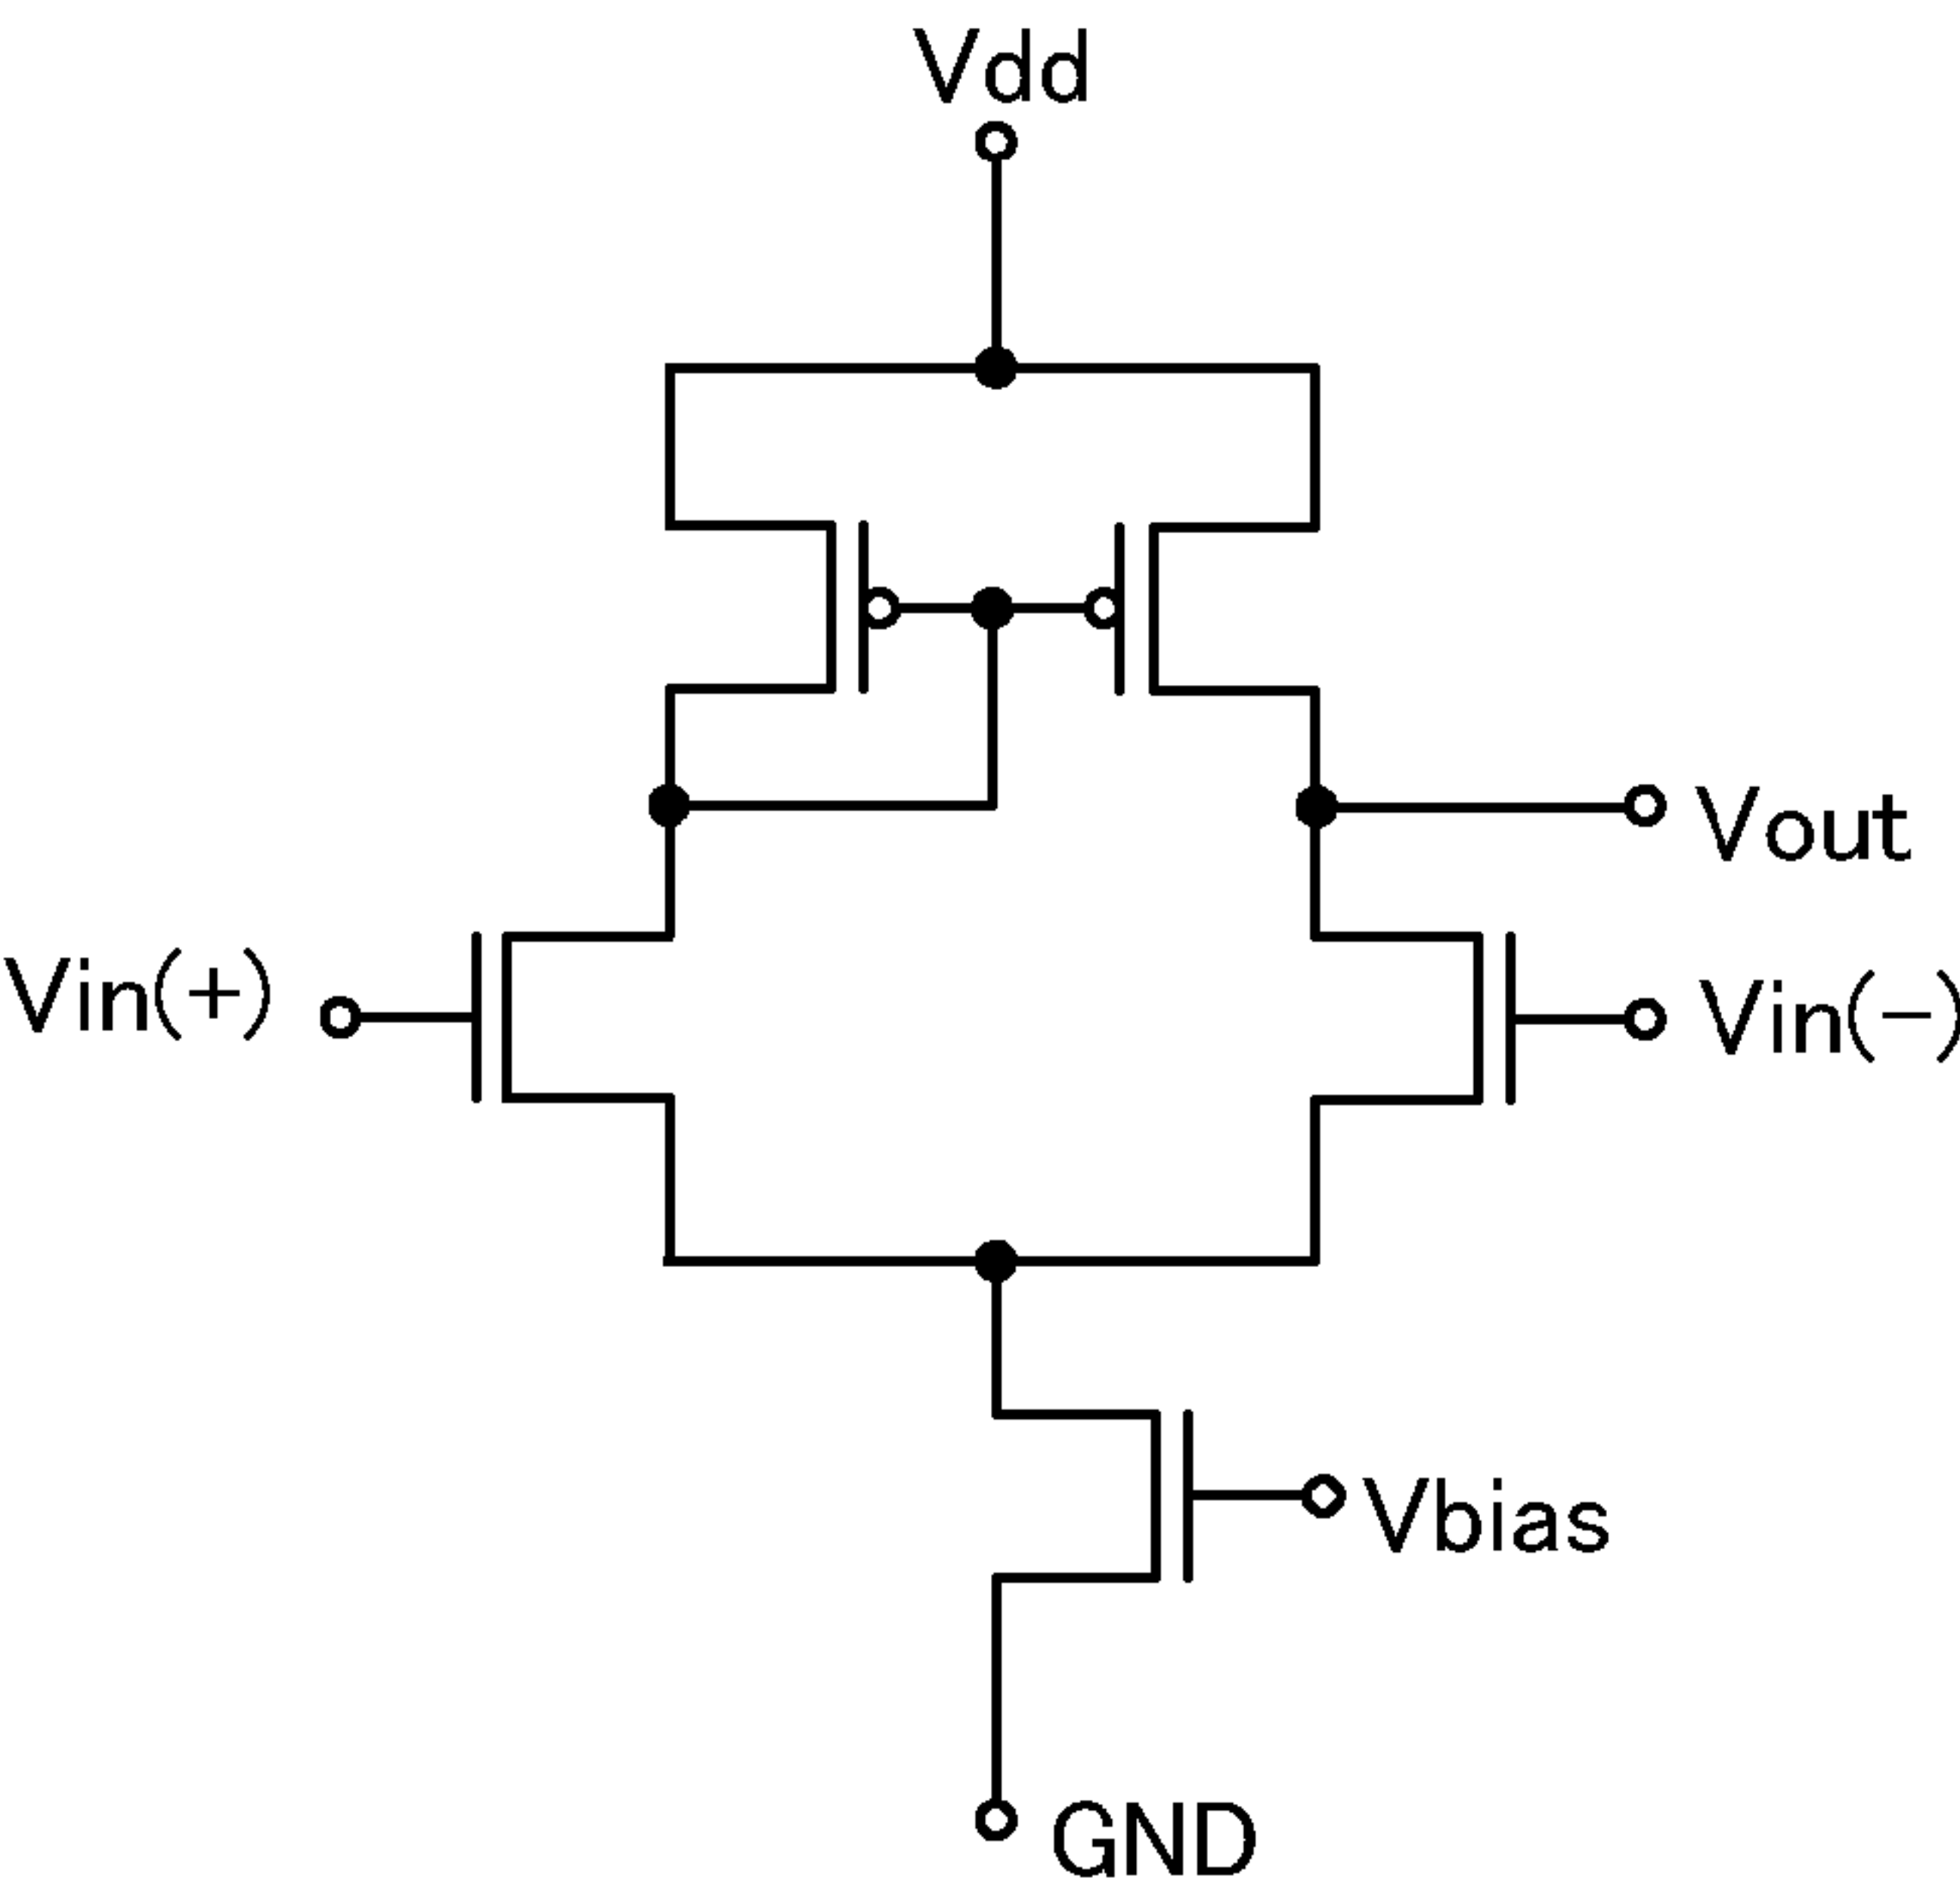 Vdd
Vout
Vin(+)
Vin(-)
Vbias
GND